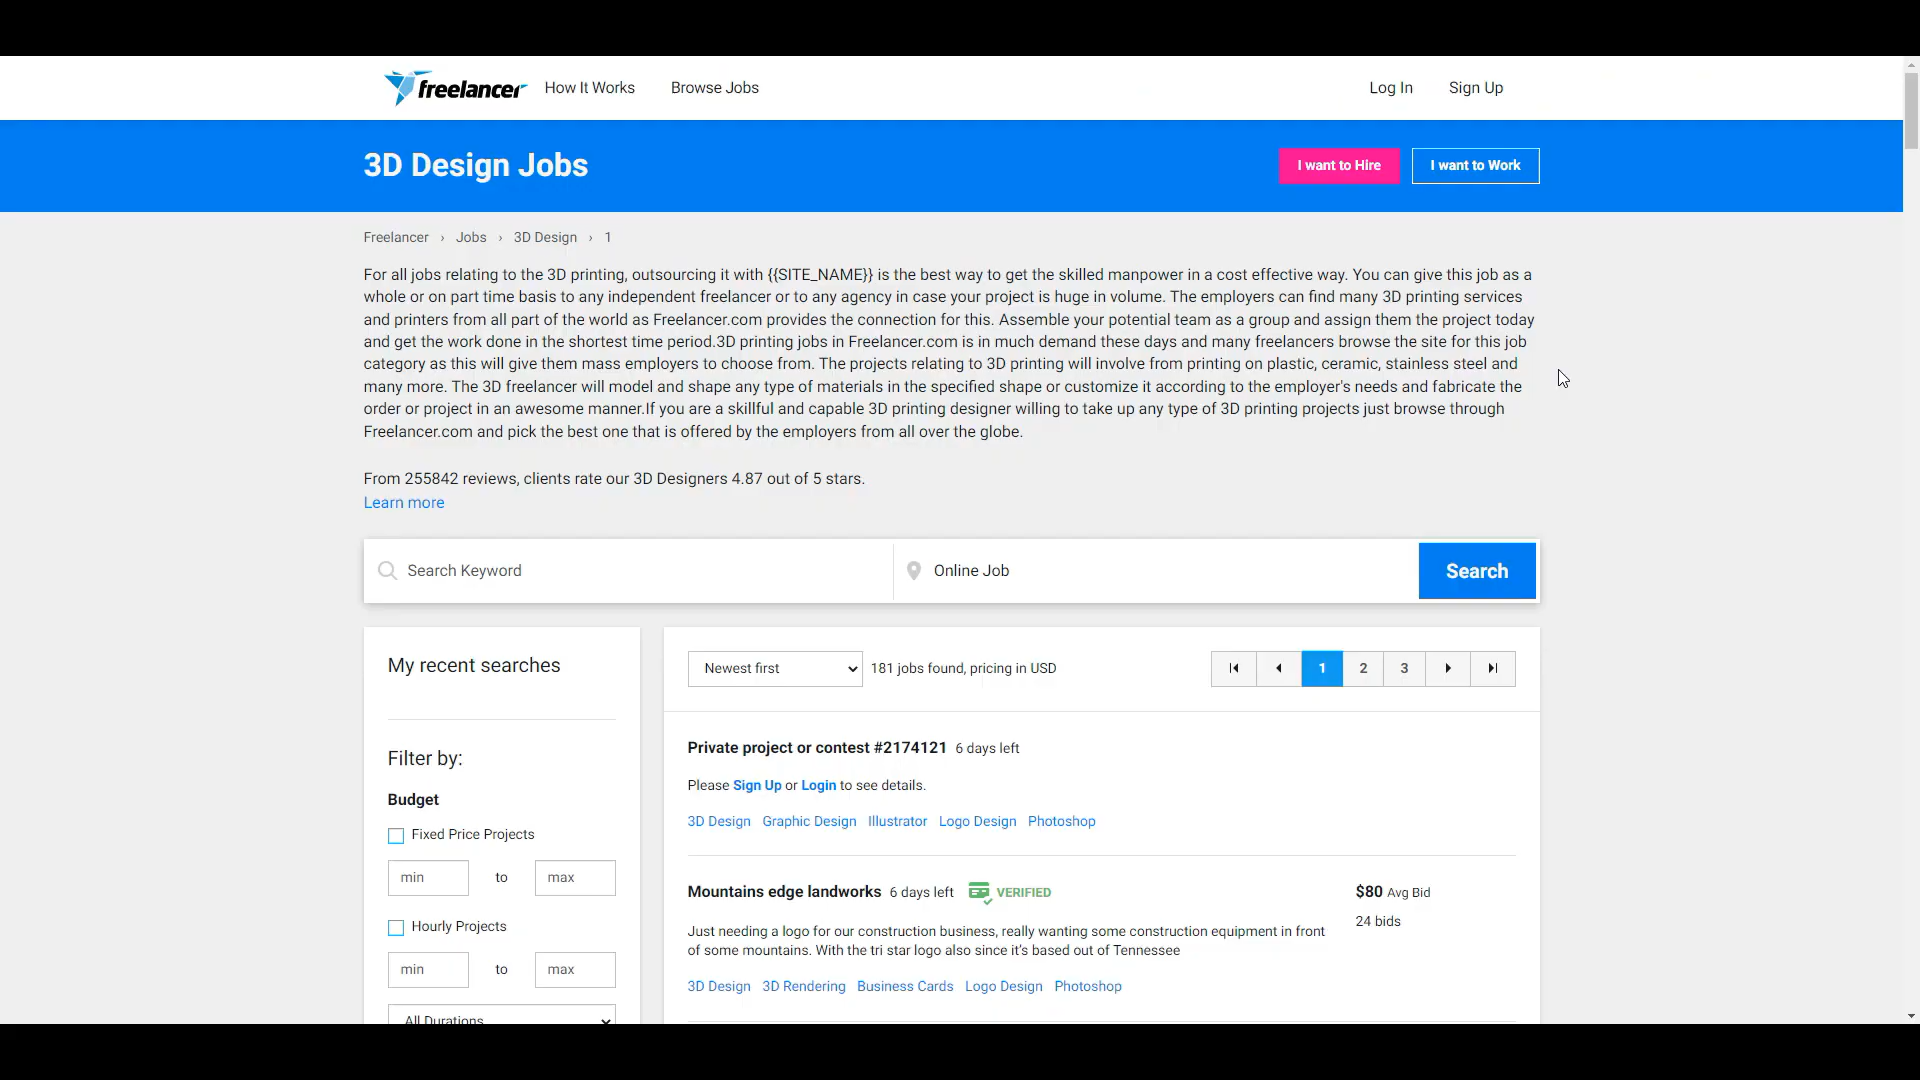 freelancer How It Works Browse Jobs Log In Sign Up
3D Design Jobs I want to Hire I want to Work
Freelancer › Jobs › 3D Design › 1
For all jobs relating to the 3D printing, outsourcing it with {{SITE_NAME}} is the best way to get the skilled manpower in a cost effective way. You can give this job as a
whole or on part time basis to any independent freelancer or to any agency in case your project is huge in volume. The employers can find many 3D printing services
and printers from all part of the world as Freelancer.com provides the connection for this. Assemble your potential team as a group and assign them the project today
and get the work done in the shortest time period.3D printing jobs in Freelancer.com is in much demand these days and many freelancers browse the site for this job
category as this will give them mass employers to choose from. The projects relating to 3D printing will involve from printing on plastic, ceramic, stainless steel and
many more. The 3D freelancer will model and shape any type of materials in the specified shape or customize it according to the employer's needs and fabricate the
order or project in an awesome manner.If you are a skillful and capable 3D printing designer willing to take up any type of 3D printing projects just browse through
Freelancer.com and pick the best one that is offered by the employers from all over the globe.
From 255842 reviews, clients rate our 3D Designers 4.87 out of 5 stars.
Learn more
Search Keyword Online Job Search
My recent searches
Filter by:
Budget
Fixed Price Projects
min to max
Hourly Projects
min to max
All Durations
Newest first 181 jobs found, pricing in USD 1 2 3
Private project or contest #2174121 6 days left
Please Sign Up or Login to see details.
3D Design Graphic Design Illustrator Logo Design Photoshop
Mountains edge landworks 6 days left VERIFIED $80 Avg Bid
24 bids
Just needing a logo for our construction business, really wanting some construction equipment in front
of some mountains. With the tri star logo also since it's based out of Tennessee
3D Design 3D Rendering Business Cards Logo Design Photoshop